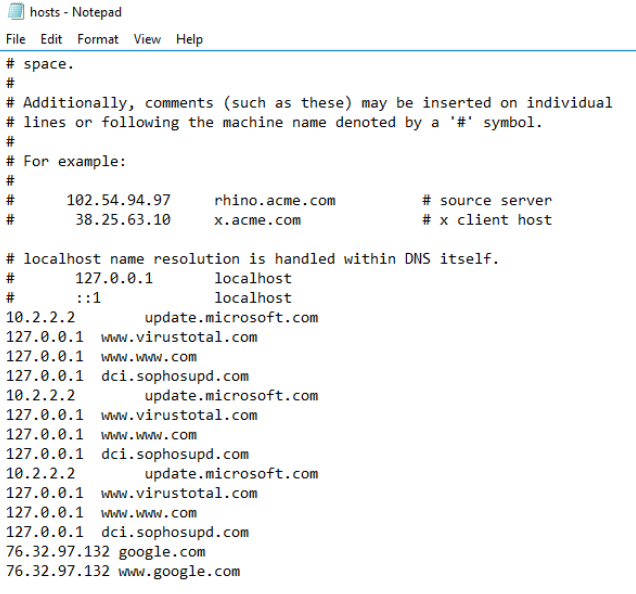 hosts - Notepad
File Edit Format View Help
# space.
#
# Additionally, comments (such as these) may be inserted on individual
# lines or following the machine name denoted by a '#' symbol.
#
# For example:
#
#      102.54.94.97     rhino.acme.com          # source server
#       38.25.63.10     x.acme.com              # x client host

# localhost name resolution is handled within DNS itself.
#       127.0.0.1       localhost
#       ::1             localhost
10.2.2.2        update.microsoft.com
127.0.0.1  www.virustotal.com
127.0.0.1  www.www.com
127.0.0.1  dci.sophosupd.com
10.2.2.2        update.microsoft.com
127.0.0.1  www.virustotal.com
127.0.0.1  www.www.com
127.0.0.1  dci.sophosupd.com
10.2.2.2        update.microsoft.com
127.0.0.1  www.virustotal.com
127.0.0.1  www.www.com
127.0.0.1  dci.sophosupd.com
76.32.97.132 google.com
76.32.97.132 www.google.com